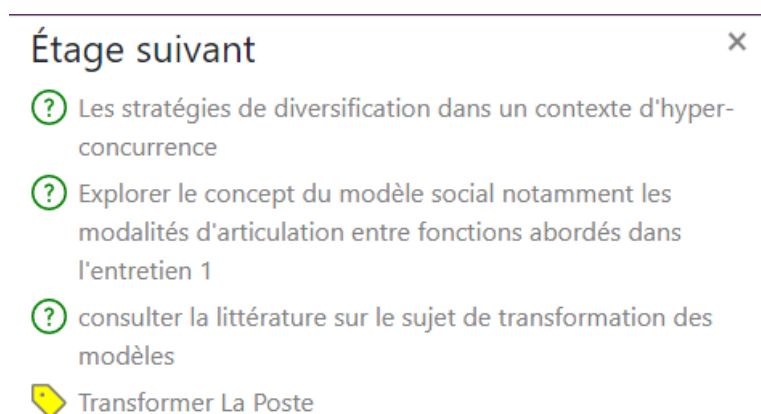 Étage suivant
Les stratégies de diversification dans un contexte d'hyper-
concurrence
Explorer le concept du modèle social notamment les
modalités d'articulation entre fonctions abordés dans
l'entretien 1
consulter la littérature sur le sujet de transformation des
modèles
Transformer La Poste